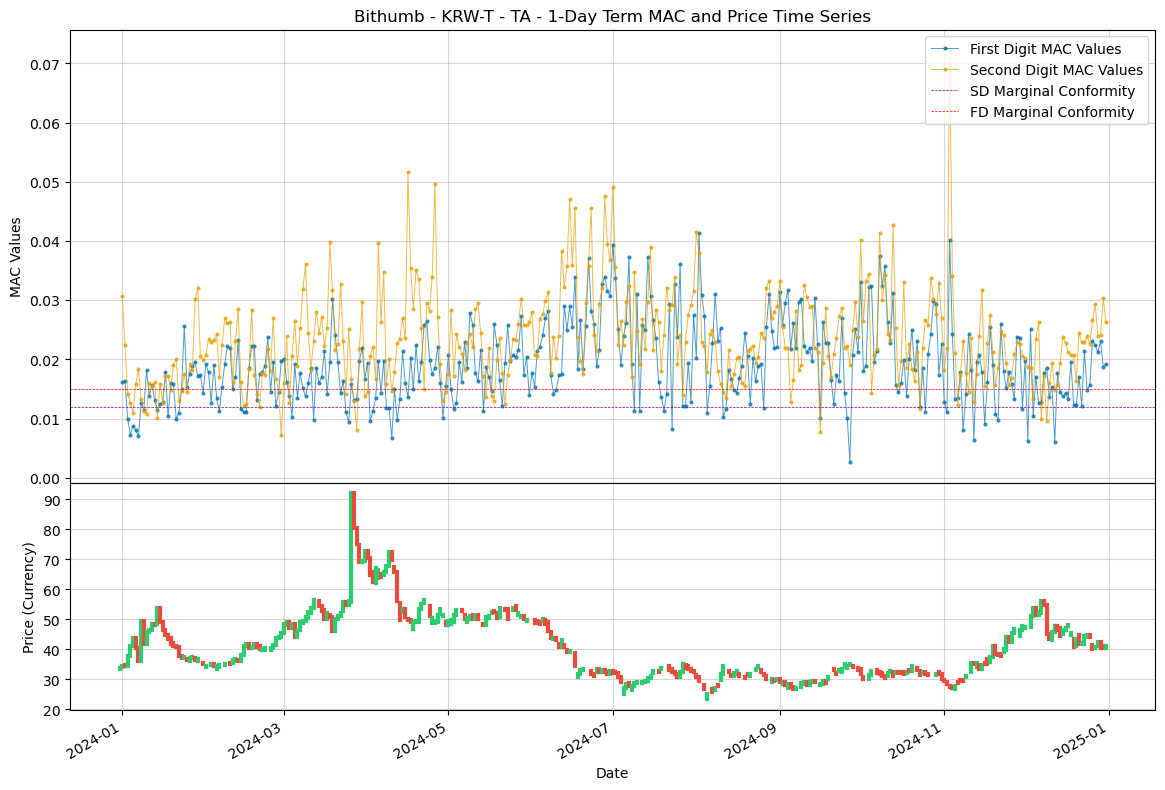 Bithumb - KRW-T - TA - 1-Day Term MAC and Price Time Series
First Digit MAC Values
Second Digit MAC Values
SD Marginal Conformity
FD Marginal Conformity
MAC Values
0.07
0.06
0.05
0.04
0.03
0.02
0.01
0.00
Price (Currency)
90
80
70
60
50
40
30
20
2024-01
2024-03
2024-05
2024-07
2024-09
2024-11
2025-01
Date